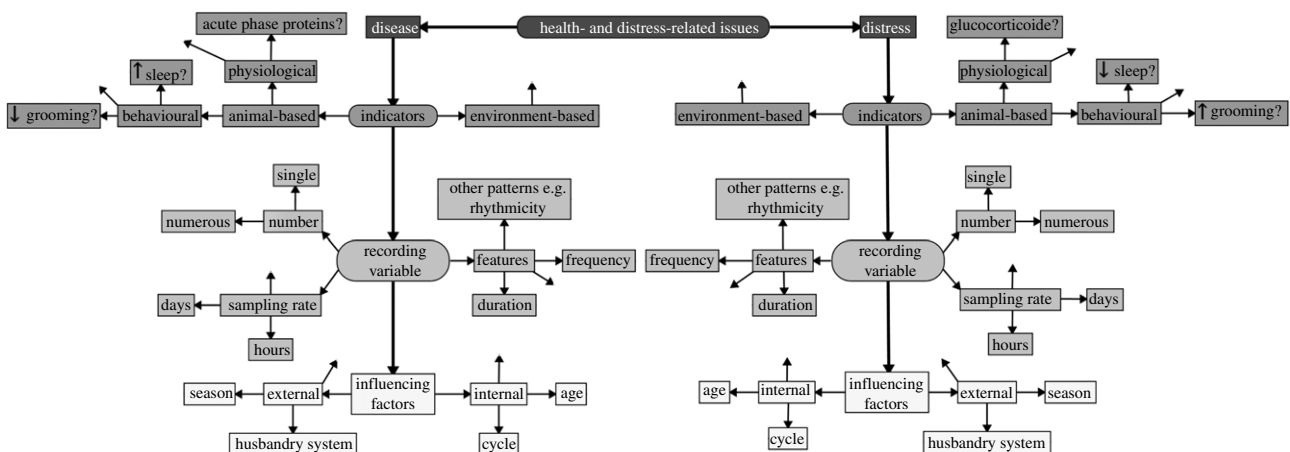 acute phase proteins?
disease
health- and distress-related issues
distress
glucocorticoide?
↑ sleep?
physiological
physiological
↓ sleep?
↓ grooming?
behavioural
animal-based
indicators
environment-based
environment-based
indicators
animal-based
behavioural
↑ grooming?
single
other patterns e.g.
rhythmicity
other patterns e.g.
rhythmicity
single
numerous
number
number
numerous
recording
variable
features
frequency
frequency
features
recording
variable
days
sampling rate
duration
duration
sampling rate
days
hours
hours
season
external
influencing
factors
internal
age
age
internal
influencing
factors
external
season
husbandry system
cycle
cycle
husbandry system